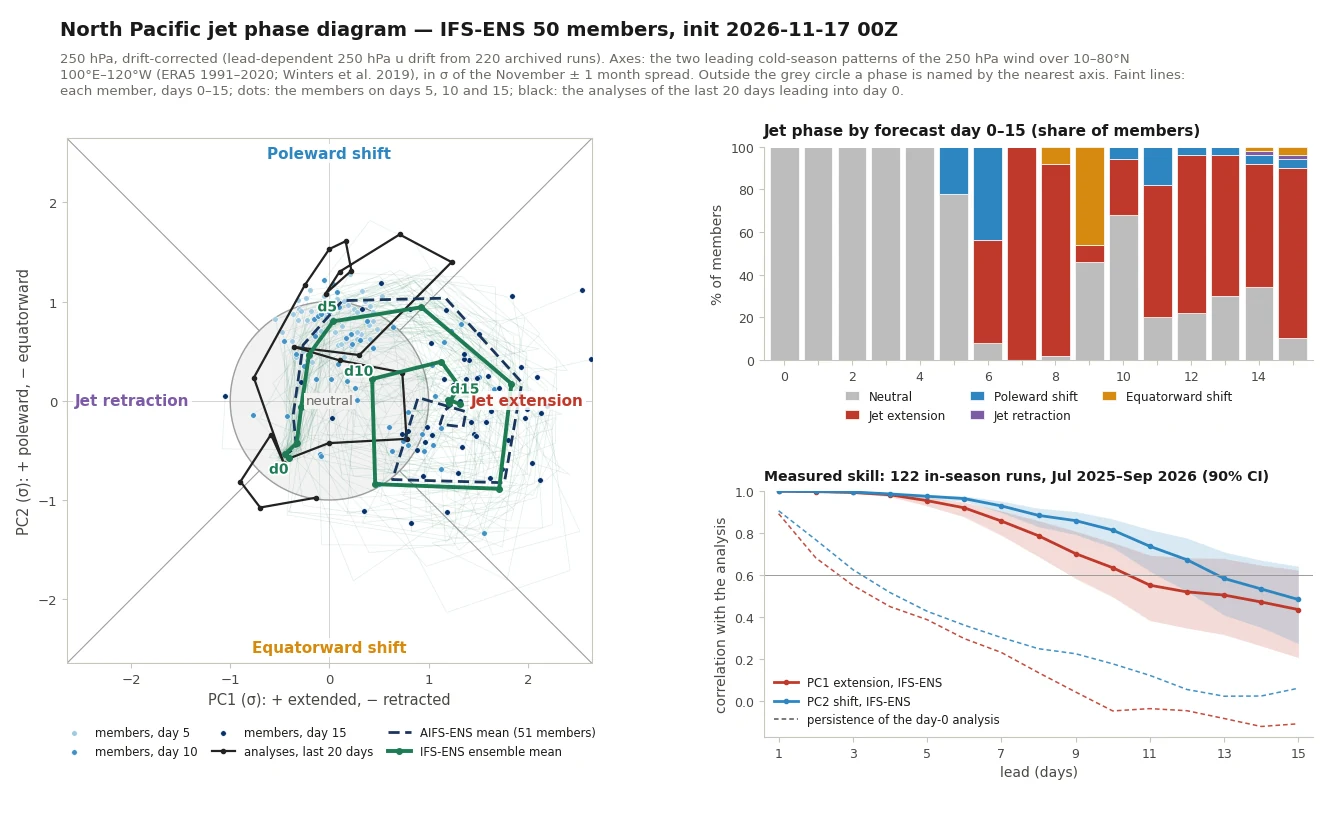 North Pacific jet phase diagram — IFS-ENS 50 members, init 2026-11-17 00Z
250 hPa, drift-corrected (lead-dependent 250 hPa u drift from 220 archived runs). Axes: the two leading cold-season patterns of the 250 hPa wind over 10–80°N
100°E–120°W (ERA5 1991–2020; Winters et al. 2019), in σ of the November ± 1 month spread. Outside the grey circle a phase is named by the nearest axis. Faint lines:
each member, days 0–15; dots: the members on days 5, 10 and 15; black: the analyses of the last 20 days leading into day 0.
Poleward shift
Jet retraction
neutral
Jet extension
Equatorward shift
d0
d5
d10
d15
2
1
0
−1
−2
−2
−1
0
1
2
PC2 (σ): + poleward, − equatorward
PC1 (σ): + extended, − retracted
members, day 5
members, day 10
members, day 15
analyses, last 20 days
AIFS-ENS mean (51 members)
IFS-ENS ensemble mean
Jet phase by forecast day 0–15 (share of members)
% of members
100
80
60
40
20
0
0
2
4
6
8
10
12
14
Neutral
Jet extension
Poleward shift
Jet retraction
Equatorward shift
Measured skill: 122 in-season runs, Jul 2025–Sep 2026 (90% CI)
correlation with the analysis
1.0
0.8
0.6
0.4
0.2
0.0
PC1 extension, IFS-ENS
PC2 shift, IFS-ENS
persistence of the day-0 analysis
1
3
5
7
9
11
13
15
lead (days)